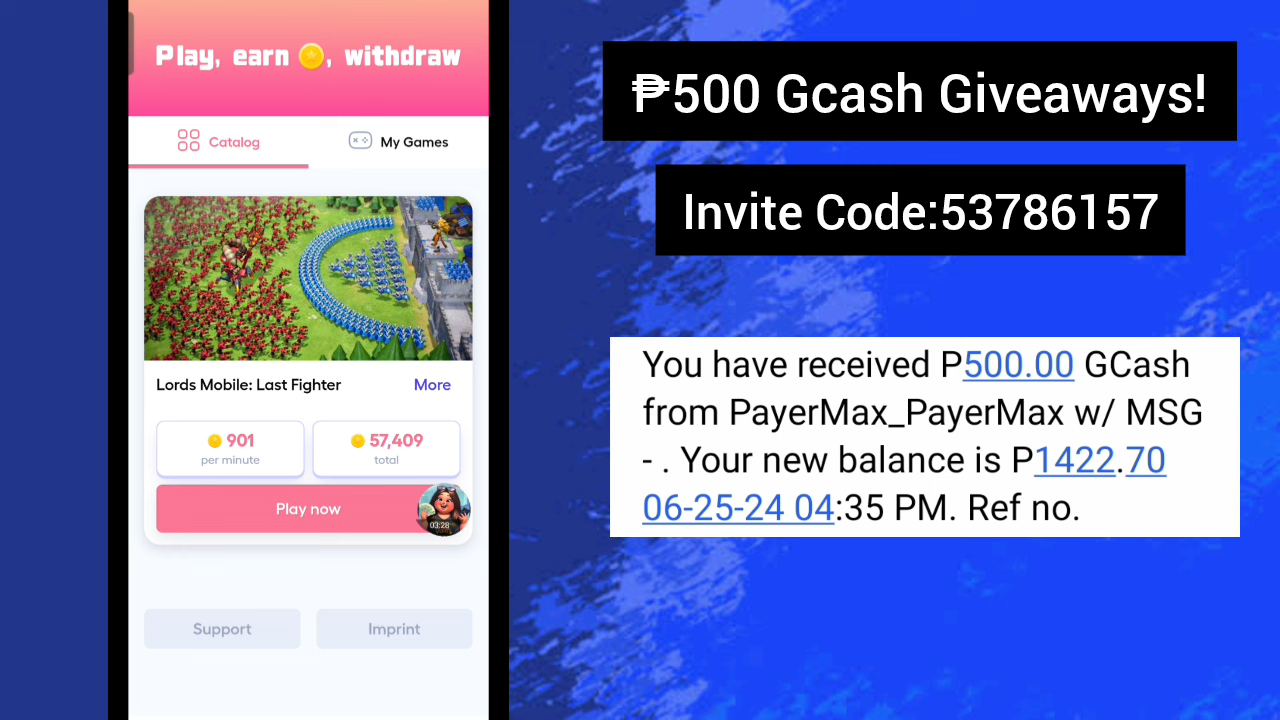 Play, earn , withdraw
Catalog
My Games
Lords Mobile: Last Fighter
More
901
per minute
57,409
total
Play now
03:28
Support
Imprint
₱500 Gcash Giveaways!
Invite Code:53786157
You have received P500.00 GCash
from PayerMax_PayerMax w/ MSG
- . Your new balance is P1422.70
06-25-24 04:35 PM. Ref no.